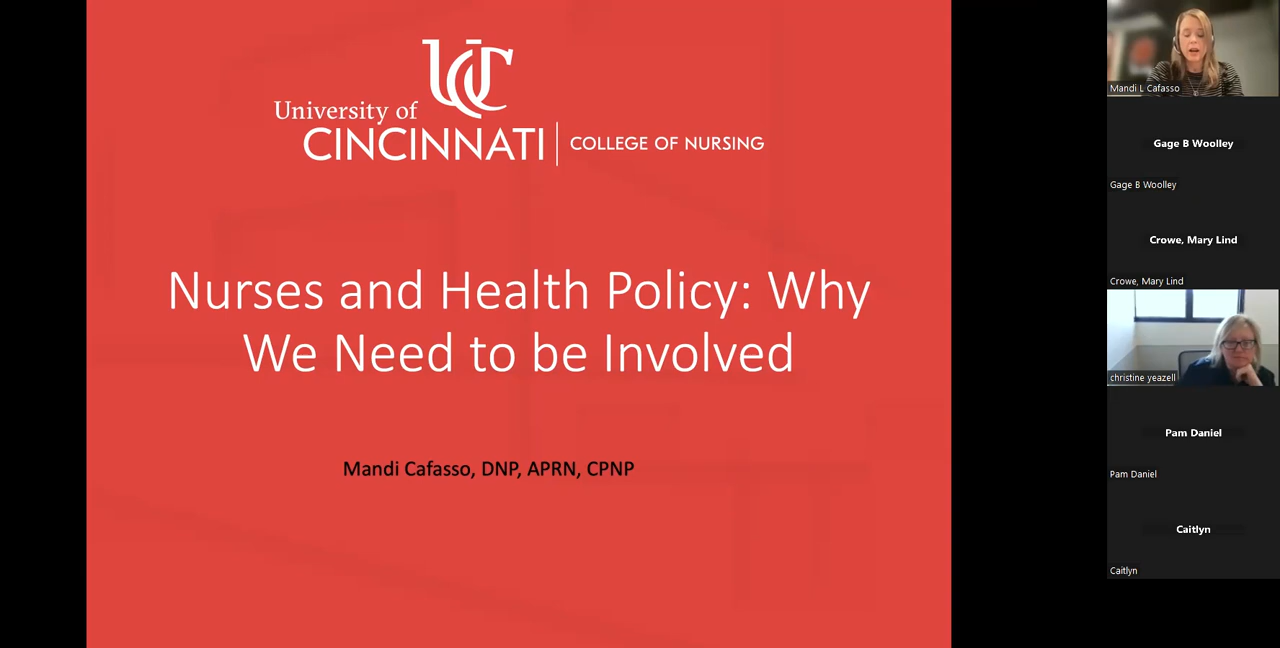 UC
University of
CINCINNATI
COLLEGE OF NURSING
Nurses and Health Policy: Why
We Need to be Involved
Mandi Cafasso, DNP, APRN, CPNP
Mandi L Cafasso
Gage B Woolley
Gage B Woolley
Crowe, Mary Lind
Crowe, Mary Lind
christine yeazell
Pam Daniel
Pam Daniel
Caitlyn
Caitlyn